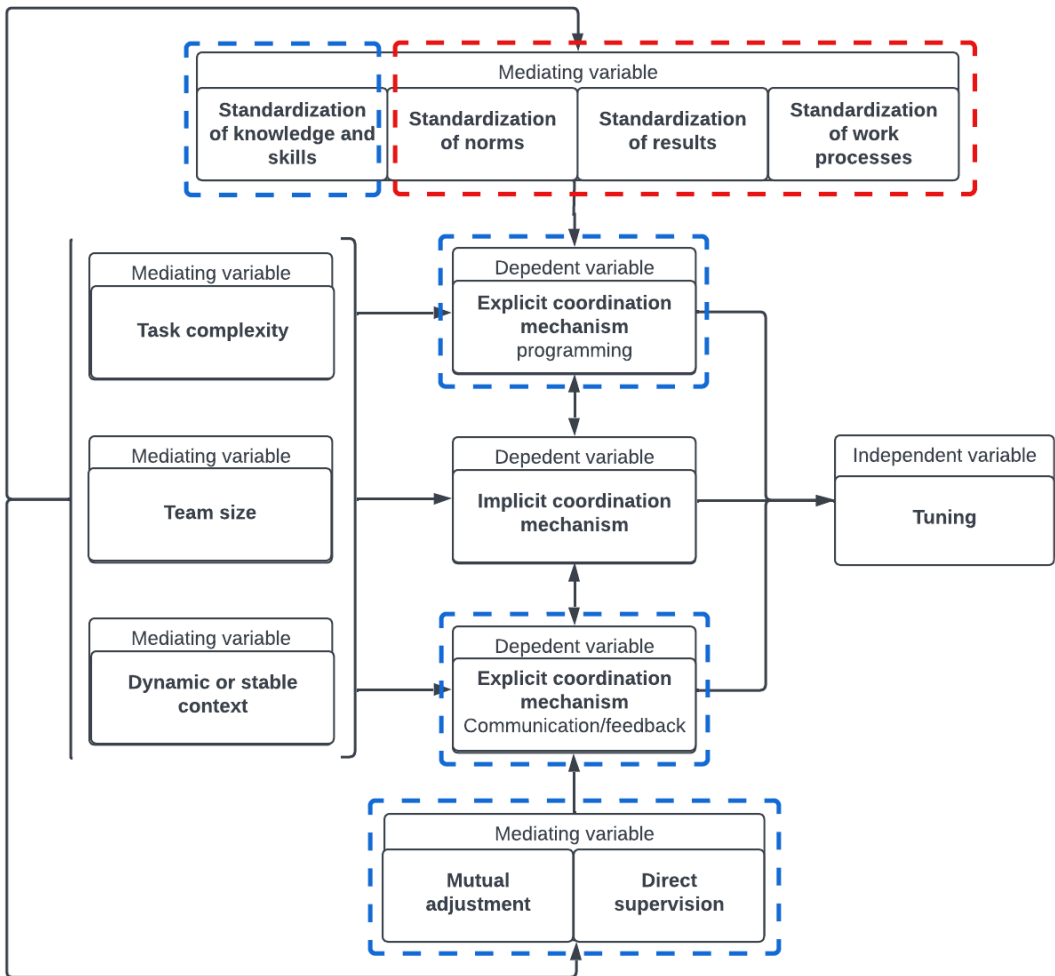 Mediating variable
Standardization
of knowledge and
skills
Standardization
of norms
Standardization
of results
Standardization
of work
processes
Mediating variable
Task complexity
Depedent variable
Explicit coordination
mechanism
programming
Mediating variable
Team size
Depedent variable
Implicit coordination
mechanism
Independent variable
Tuning
Mediating variable
Dynamic or stable
context
Depedent variable
Explicit coordination
mechanism
Communication/feedback
Mediating variable
Mutual
adjustment
Direct
supervision